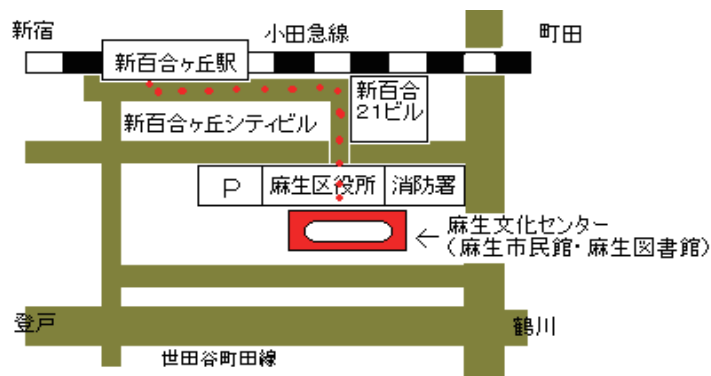 新宿
小田急線
町田
新百合ヶ丘駅
新百合
21ビル
新百合ヶ丘シティビル
P
麻生区役所
消防署
←麻生文化センター
(麻生市民館・麻生図書館)
登戸
鶴川
世田谷町田線